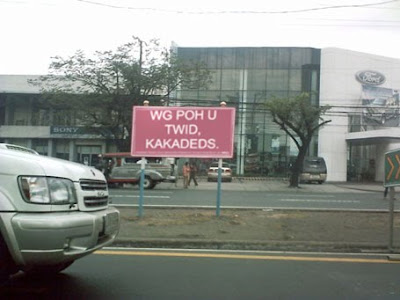 WG POH U
TWID,
KAKADEDS.
SONY
Ford